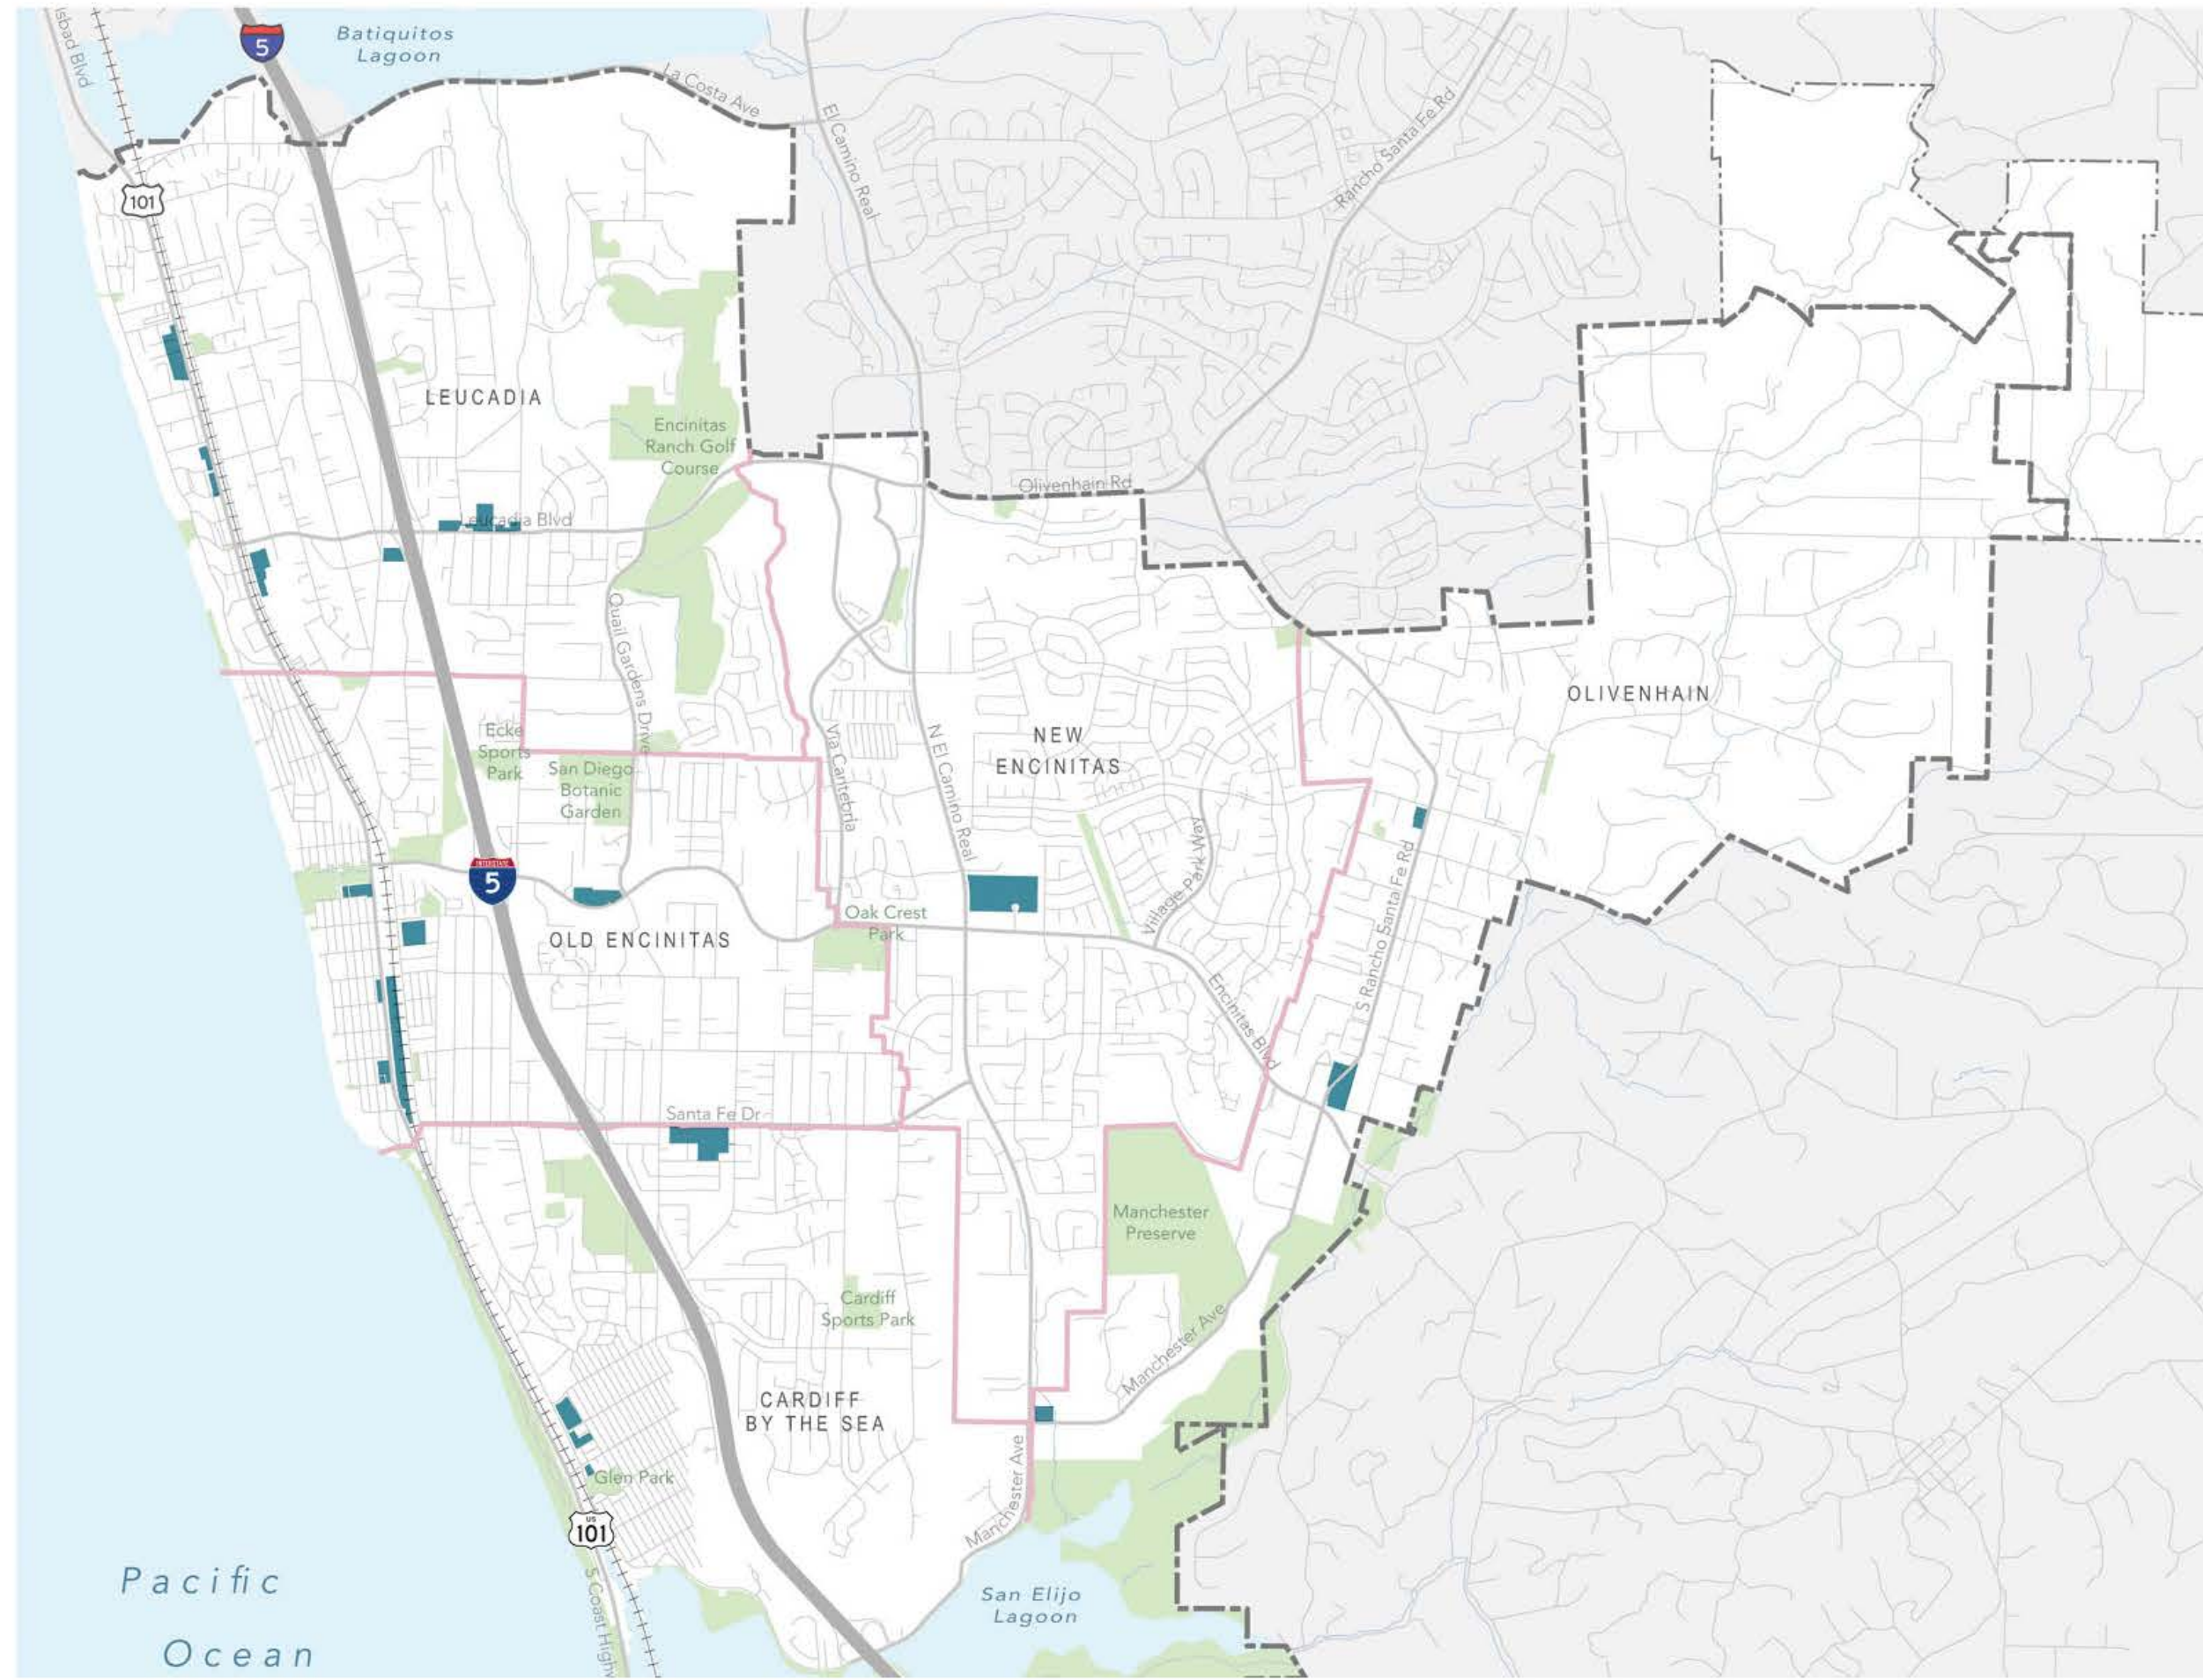 5
Batiquitos
Lagoon
La Costa Ave
El Camino Real
Rancho Santa Fe Rd
101
LEUCADIA
Encinitas
Ranch Golf
Course
Olivenhain Rd
Leucadia Blvd
Quail Gardens Drive
OLIVENHAIN
Ecke
Sports
Park
San Diego
Botanic
Garden
Via Cantebria
N El Camino Real
NEW
ENCINITAS
Village Park Way
S Rancho Santa Fe Rd
INTERSTATE
5
OLD ENCINITAS
Oak Crest
Park
Encinitas Blvd
Santa Fe Dr
Manchester
Preserve
Cardiff
Sports Park
Manchester Ave
CARDIFF
BY THE SEA
Glen Park
Manchester Ave
US
101
S Coast High
San Elijo
Lagoon
Pacific
Ocean